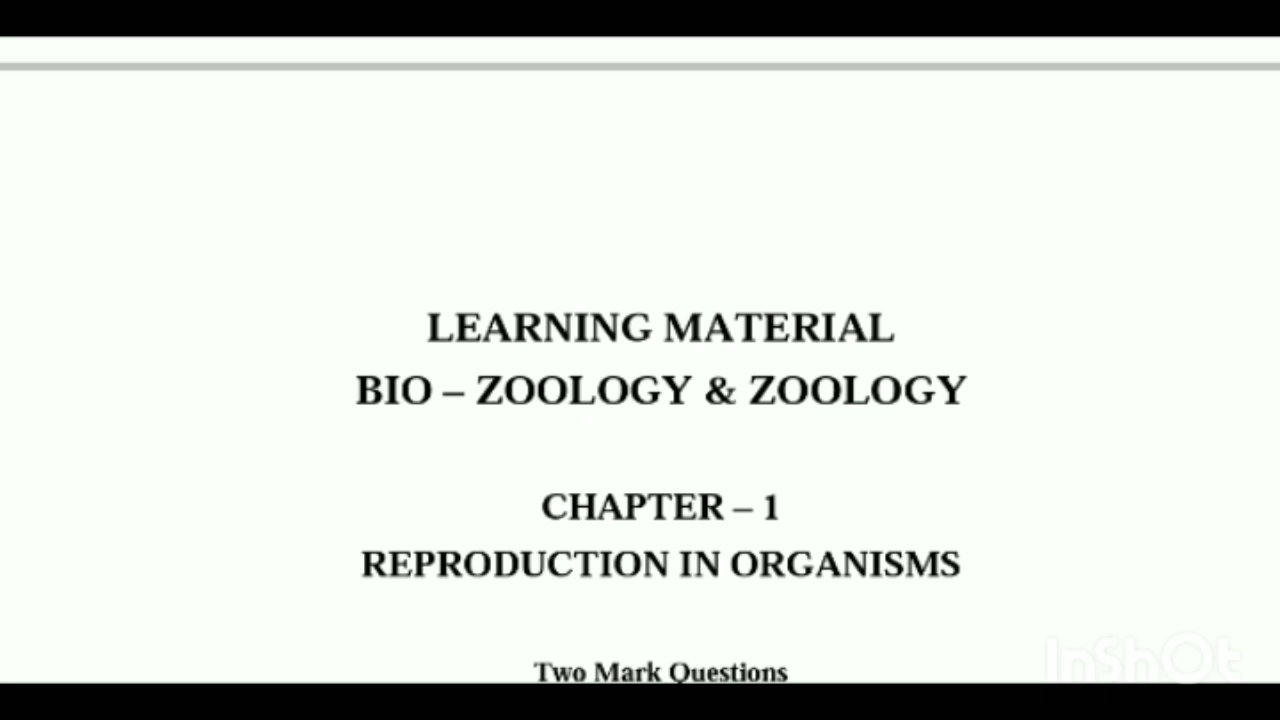 LEARNING MATERIAL
BIO – ZOOLOGY & ZOOLOGY
CHAPTER – 1
REPRODUCTION IN ORGANISMS
Two Mark Questions
InShOt